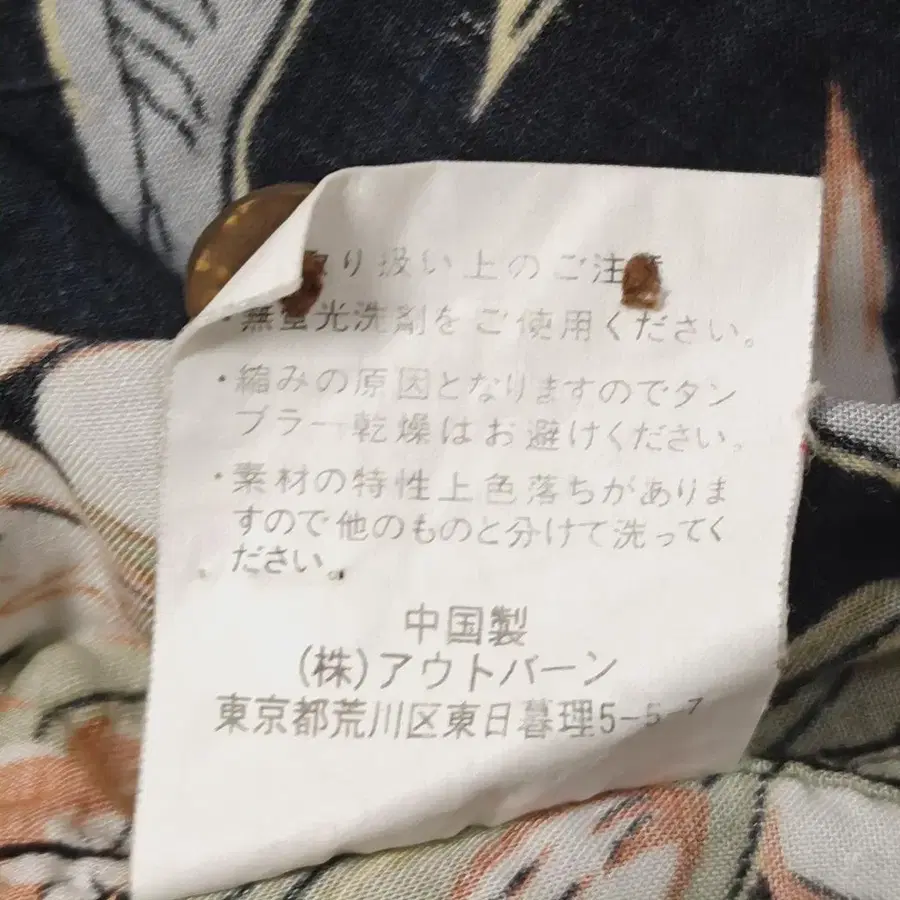 取り扱い上のご注意
・無蛍光洗剤をご使用ください。
・縮みの原因となりますのでタン
ブラー乾燥はお避けください。
・素材の特性上色落ちがありま
すので他のものと分けて洗ってく
ださい。
中国製
(株)アウトバーン
東京都荒川区東日暮理5-5-7